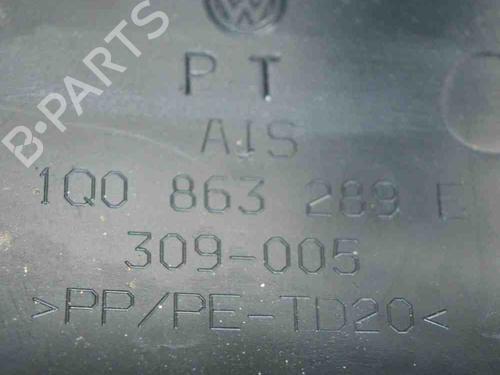 B-PARTS
P T
AIS
1Q0 863 289 E
309-005
>PP/PE-TD20<